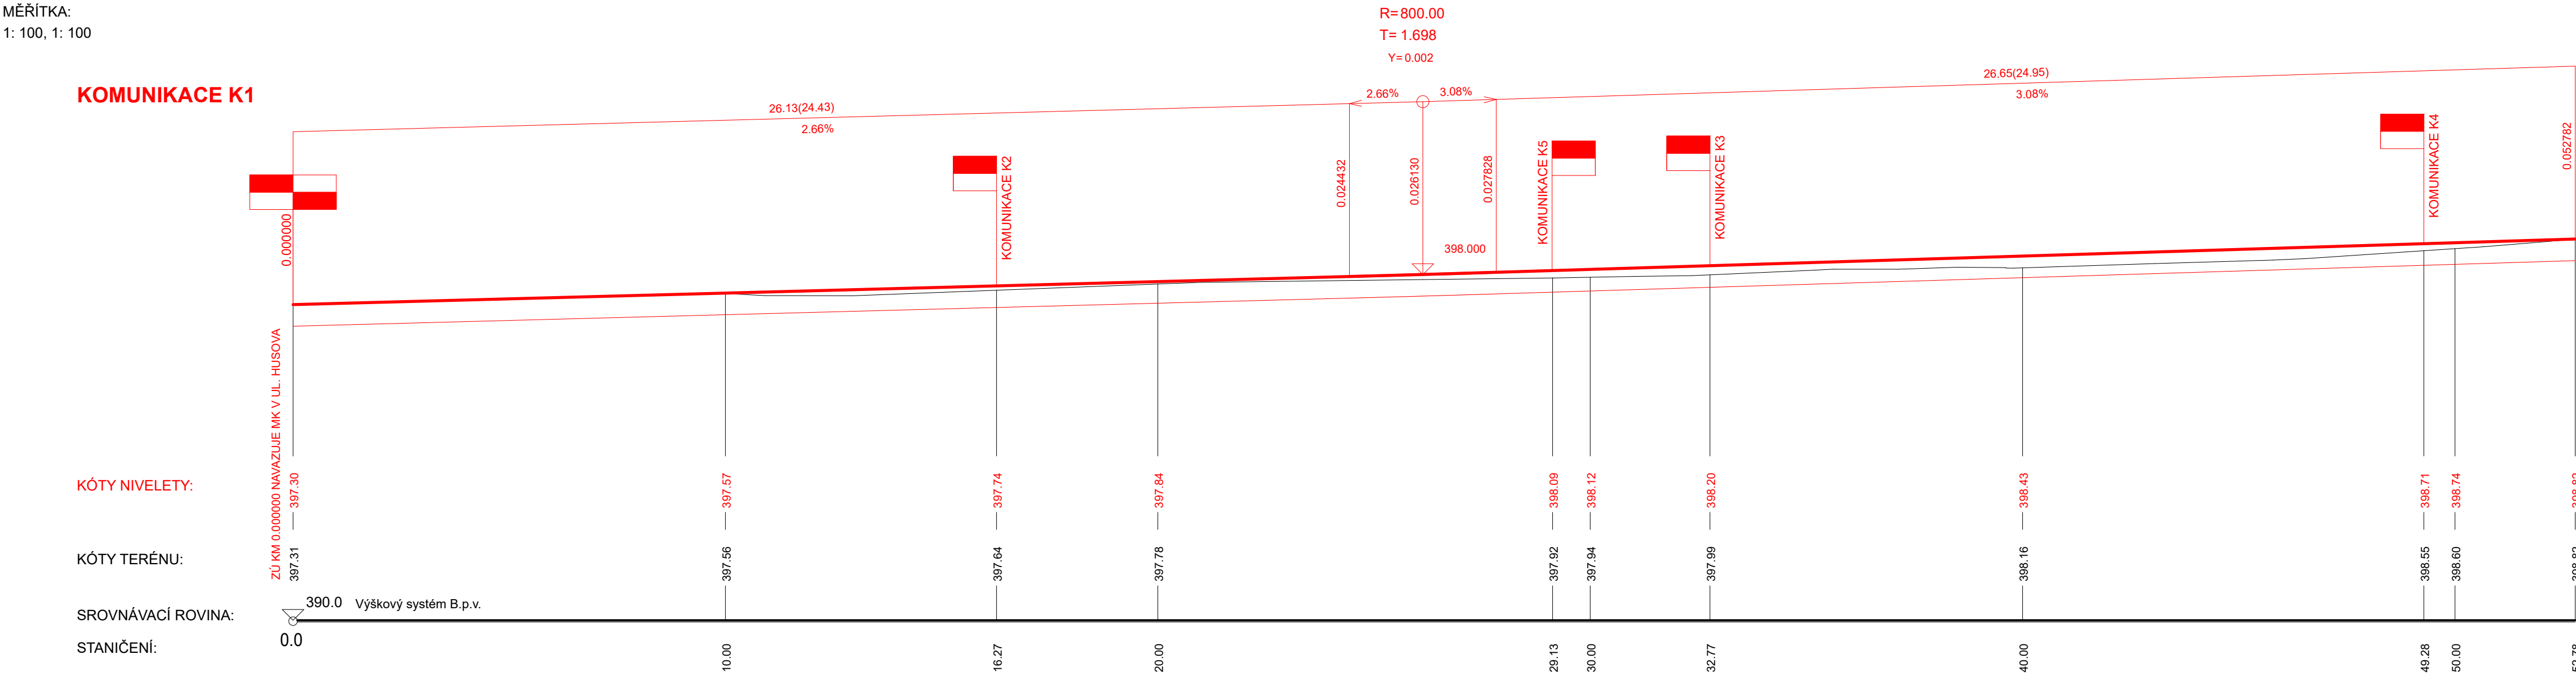 MĚŘÍTKA:
1: 100, 1: 100
R= 800.00
T= 1.698
Y= 0.002
KOMUNIKACE K1
26.13(24.43)
2.66%
2.66%
3.08%
26.65(24.95)
3.08%
0.0000000
KOMUNIKACE K2
0.024432
0.026130
0.027828
398.000
KOMUNIKACE K5
KOMUNIKACE K3
KOMUNIKACE K4
0.052782
ZÚ KM 0.0000000 NAVAZUJE MK V UL. HUSOVA
KÓTY NIVELETY: 397.30 397.57 397.74 397.84 398.09 398.12 398.20 398.43 398.71 398.74
KÓTY TERÉNU: 397.31 397.56 397.64 397.78 397.92 397.94 397.99 398.16 398.55 398.60
390.0 Výškový systém B.p.v.
SROVNÁVACÍ ROVINA:
STANIČENÍ: 0.0 10.00 16.27 20.00 29.13 30.00 32.77 40.00 49.28 50.00